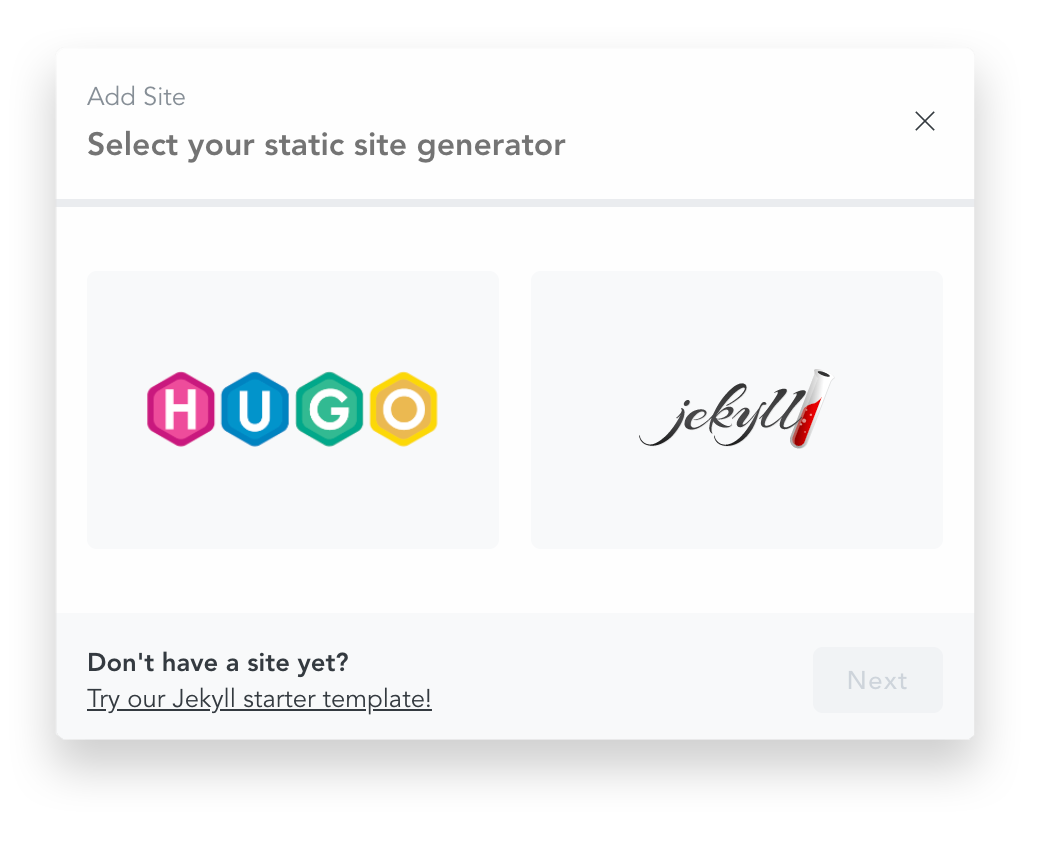 Add Site
Select your static site generator
HUGO
jekyll
Don't have a site yet?
Try our Jekyll starter template!
Next